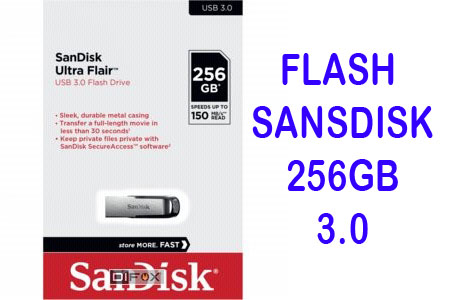 USB 3.0
SanDisk
Ultra Flair™
USB 3.0 Flash Drive
256
GB
SPEEDS UP TO
150 MB/s
READ
• Sleek, durable metal casing
• Transfer a full-length movie in
less than 30 seconds
• Keep private files private with
SanDisk SecureAccess™ software
SanDisk
store MORE. FAST
SanDisk
DIFOX
FLASH
SANSDISK
256GB
3.0